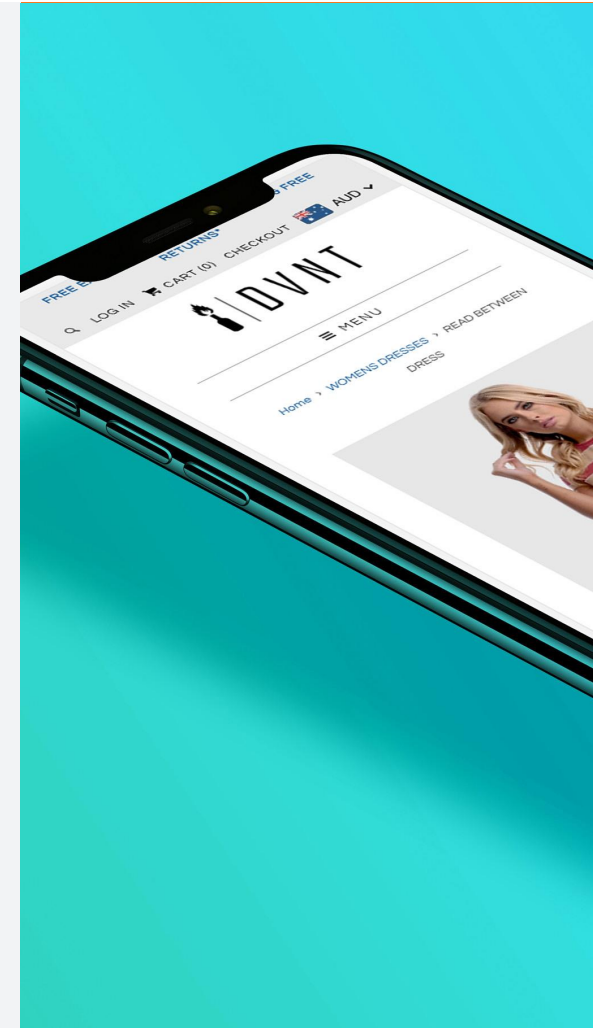 FREE FREE
RETURNS*
LOG IN CART (0) CHECKOUT AUD
DVNT
MENU
Home > WOMENS DRESSES > READ BETWEEN
DRESS